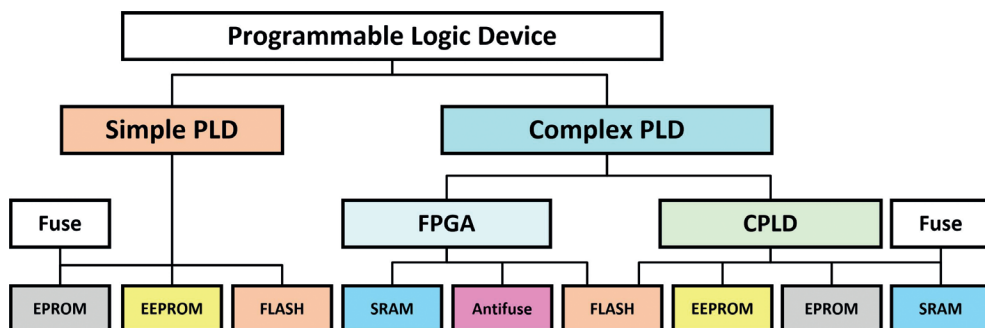 Programmable Logic Device
Simple PLD
Complex PLD
Fuse
FPGA
CPLD
Fuse
EPROM
EEPROM
FLASH
SRAM
Antifuse
FLASH
EEPROM
EPROM
SRAM